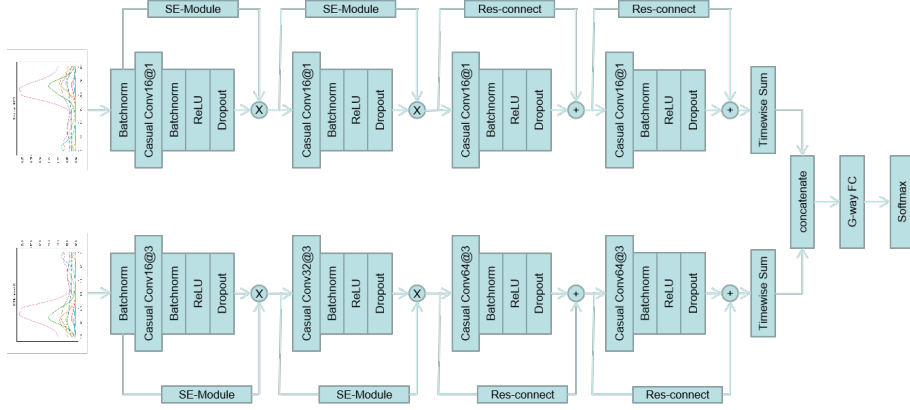 SE-Module
SE-Module
Res-connect
Res-connect
Batchnorm
Casual Conv16@1
Batchnorm
ReLU
Dropout
X
Casual Conv16@1
Batchnorm
ReLU
Dropout
X
Casual Conv16@1
Batchnorm
ReLU
Dropout
+
Casual Conv16@1
Batchnorm
ReLU
Dropout
+
Timewise Sum
concatenate
G-way FC
Softmax
Batchnorm
Casual Conv16@3
Batchnorm
ReLU
Dropout
X
Casual Conv32@3
Batchnorm
ReLU
Dropout
X
Casual Conv64@3
Batchnorm
ReLU
Dropout
+
Casual Conv64@3
Batchnorm
ReLU
Dropout
+
Timewise Sum
SE-Module
SE-Module
Res-connect
Res-connect